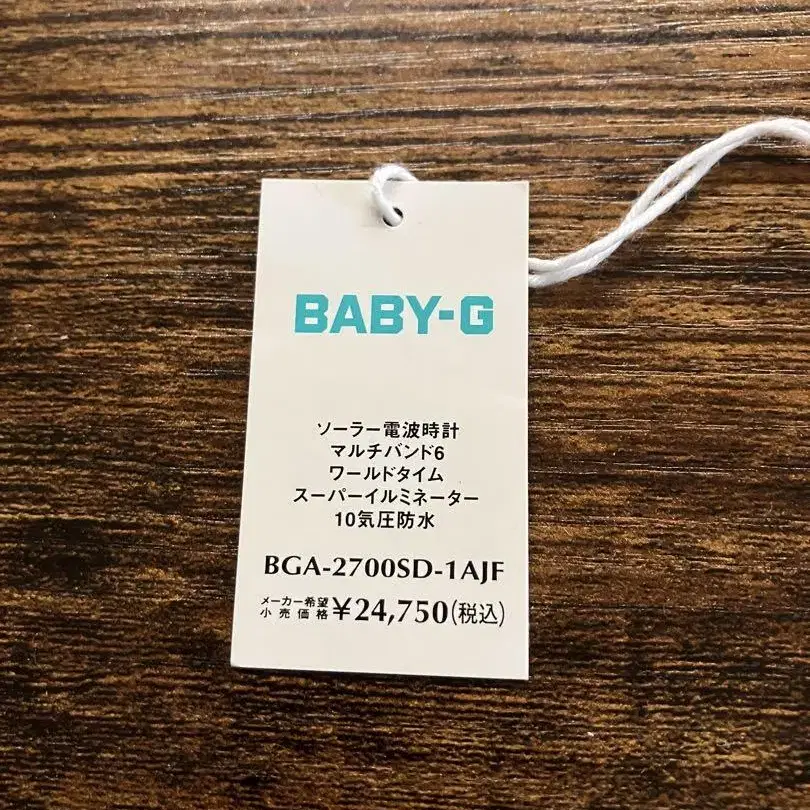 BABY-G
ソーラー電波時計
マルチバンド6
ワールドタイム
スーパーイルミネーター
10気圧防水
BGA-2700SD-1AJF
メーカー希望
小売価格 ¥24,750(税込)